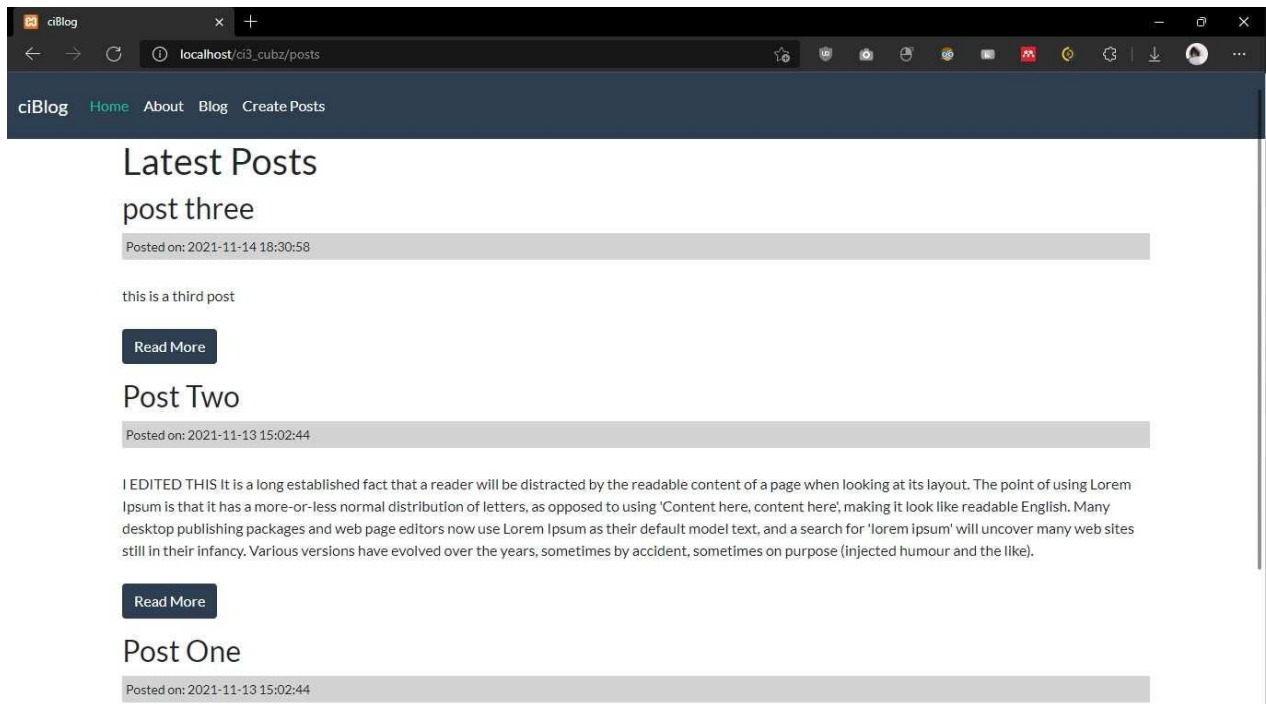 ciBlog
localhost/ci3_cubz/posts
ciBlog Home About Blog Create Posts
Latest Posts
post three
Posted on: 2021-11-14 18:30:58
this is a third post
Read More
Post Two
Posted on: 2021-11-13 15:02:44
I EDITED THIS It is a long established fact that a reader will be distracted by the readable content of a page when looking at its layout. The point of using Lorem
Ipsum is that it has a more-or-less normal distribution of letters, as opposed to using 'Content here, content here', making it look like readable English. Many
desktop publishing packages and web page editors now use Lorem Ipsum as their default model text, and a search for 'lorem ipsum' will uncover many web sites
still in their infancy. Various versions have evolved over the years, sometimes by accident, sometimes on purpose (injected humour and the like).
Read More
Post One
Posted on: 2021-11-13 15:02:44